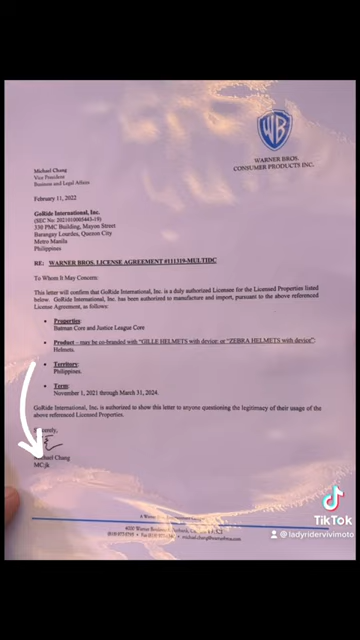 WB
WARNER BROS.
CONSUMER PRODUCTS INC.
Michael Chang
Vice President
Business and Legal Affairs
February 11, 2022
GoRide International, Inc.
(SEC No: 2021010005443-19)
330 PMC Building, Mayon Street
Barangay Lourdes, Quezon City
Metro Manila
Philippines
RE: WARNER BROS. LICENSE AGREEMENT #111319-MULTIDC
To Whom It May Concern:
This letter will confirm that GoRide International, Inc. is a duly authorized Licensee for the Licensed Properties listed
below. GoRide International, Inc. has been authorized to manufacture and import, pursuant to the above referenced
License Agreement, as follows:
• Properties:
Batman Core and Justice League Core
• Product – may be co-branded with "GILLE HELMETS with device; or "ZEBRA HELMETS with device":
Helmets.
• Territory:
Philippines.
• Term:
November 1, 2021 through March 31, 2024.
GoRide International, Inc. is authorized to show this letter to anyone questioning the legitimacy of their usage of the
above referenced Licensed Properties.
Sincerely,
Michael Chang
MC:jk
4000 Warner Boulevard
TikTok
@ladyridervivimoto